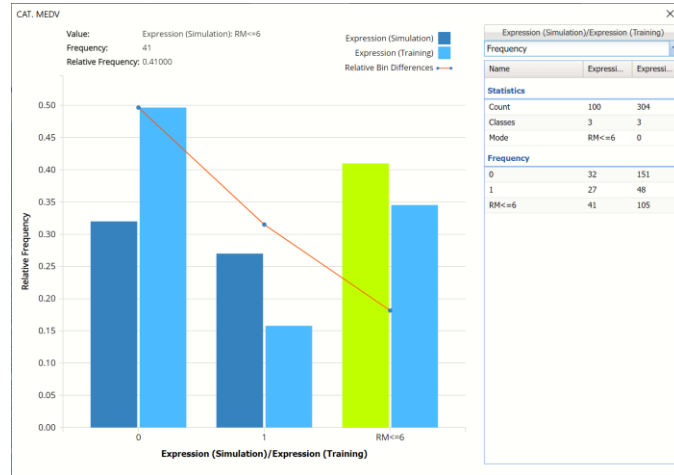 CAT. MEDV
Value: Expression (Simulation): RM<=6
Frequency: 41
Relative Frequency: 0.41000
Expression (Simulation)
Expression (Training)
Relative Bin Differences
0.50
0.45
0.40
0.35
0.30
0.25
0.20
0.15
0.10
0.05
0.00
Relative Frequency
0 1 RM<=6
Expression (Simulation)/Expression (Training)
Expression (Simulation)/Expression (Training)
Frequency
Name Expressi... Expressi...
Statistics
Count 100 304
Classes 3 3
Mode RM<=6 0
Frequency
0 32 151
1 27 48
RM<=6 41 105